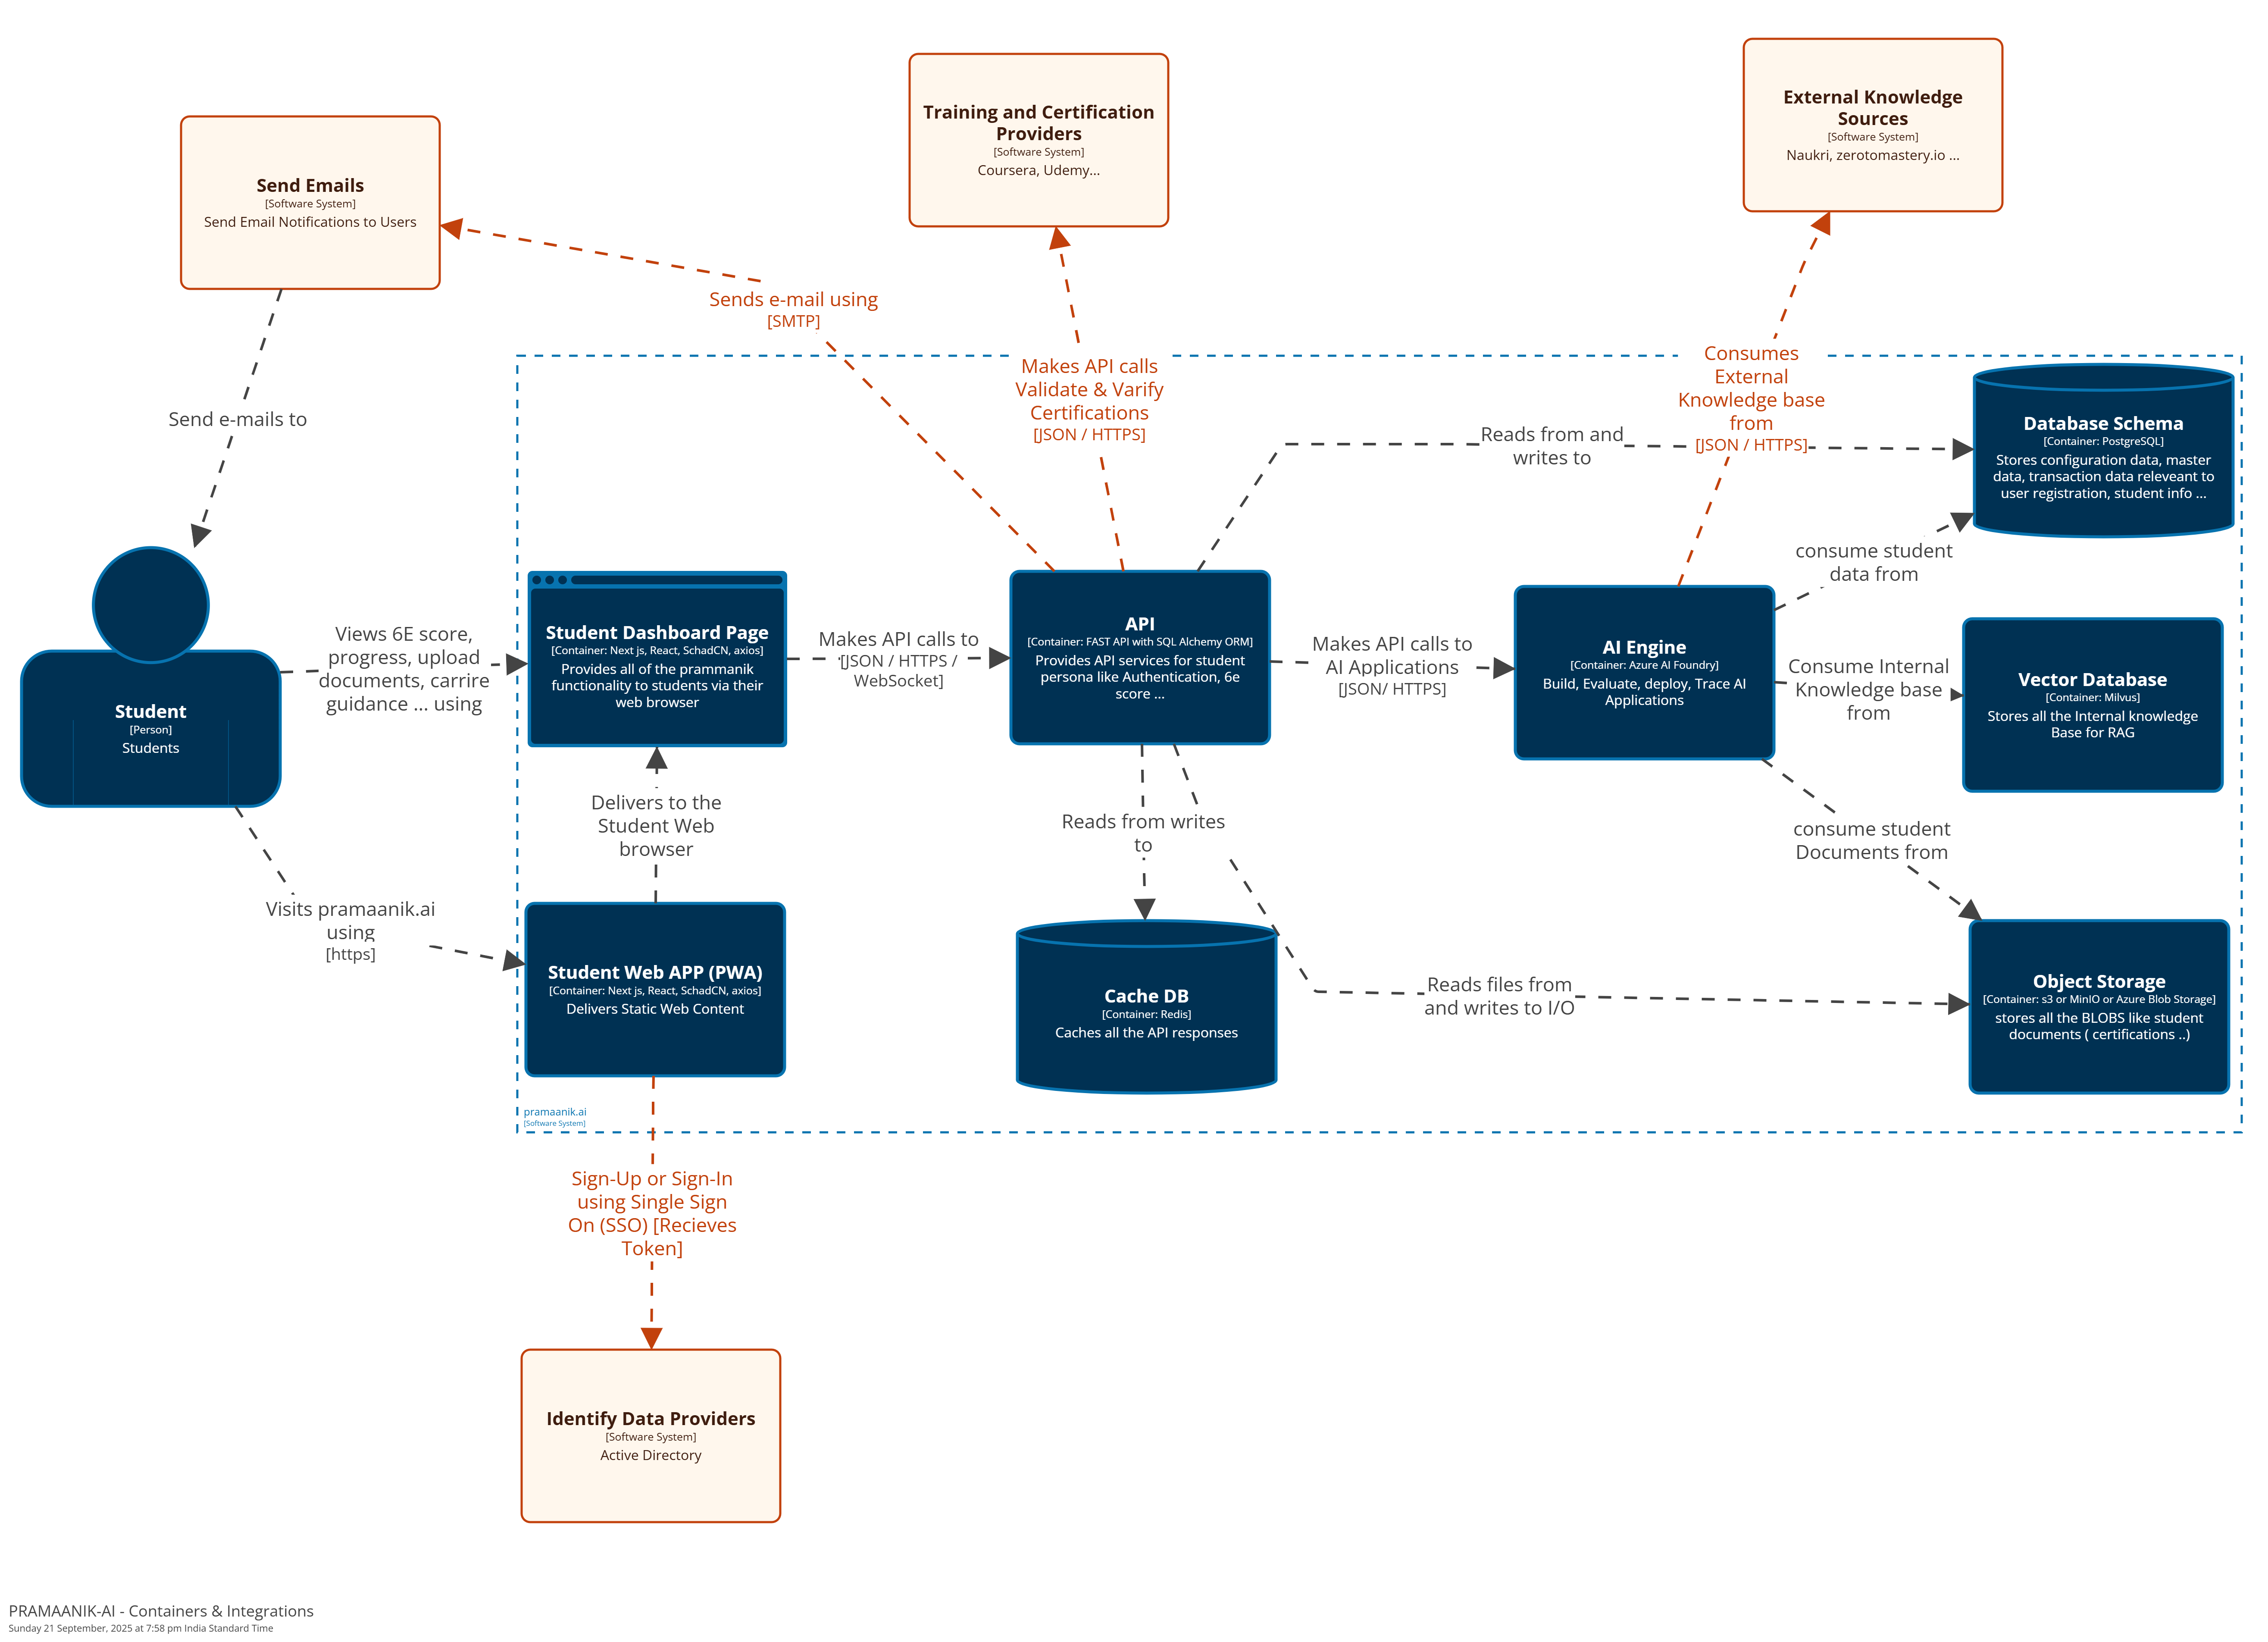 Training and Certification
Providers
[Software System]
Coursera, Udemy...
External Knowledge
Sources
[Software System]
Naukri, zerotomastery.io ...
Send Emails
[Software System]
Send Email Notifications to Users
Sends e-mail using
[SMTP]
Makes API calls
Validate & Varify
Certifications
[JSON / HTTPS]
Consumes
External
Knowledge base
from
[JSON / HTTPS]
Send e-mails to
Reads from and
writes to
Database Schema
[Container: PostgreSQL]
Stores configuration data, master
data, transaction data releveant to
user registration, student info ...
consume student
data from
Student
[Person]
Students
Views 6E score,
progress, upload
documents, carrire
guidance ... using
Student Dashboard Page
[Container: Next js, React, SchadCN, axios]
Provides all of the prammanik
functionality to students via their
web browser
Makes API calls to
[JSON / HTTPS /
WebSocket]
API
[Container: FAST API with SQL Alchemy ORM]
Provides API services for student
persona like Authentication, 6e
score ...
Makes API calls to
AI Applications
[JSON/ HTTPS]
AI Engine
[Container: Azure AI Foundry]
Build, Evaluate, deploy, Trace AI
Applications
Consume Internal
Knowledge base
from
Vector Database
[Container: Milvus]
Stores all the Internal knowledge
Base for RAG
Delivers to the
Student Web
browser
Reads from writes
to
consume student
Documents from
Visits pramaanik.ai
using
[https]
Student Web APP (PWA)
[Container: Next js, React, SchadCN, axios]
Delivers Static Web Content
Cache DB
[Container: Redis]
Caches all the API responses
Reads files from
and writes to I/O
Object Storage
[Container: s3 or MinIO or Azure Blob Storage]
stores all the BLOBS like student
documents ( certifications ..)
pramaanik.ai
[Software System]
Sign-Up or Sign-In
using Single Sign
On (SSO) [Recieves
Token]
Identify Data Providers
[Software System]
Active Directory
PRAMAANIK-AI - Containers & Integrations
Sunday 21 September, 2025 at 7:58 pm India Standard Time